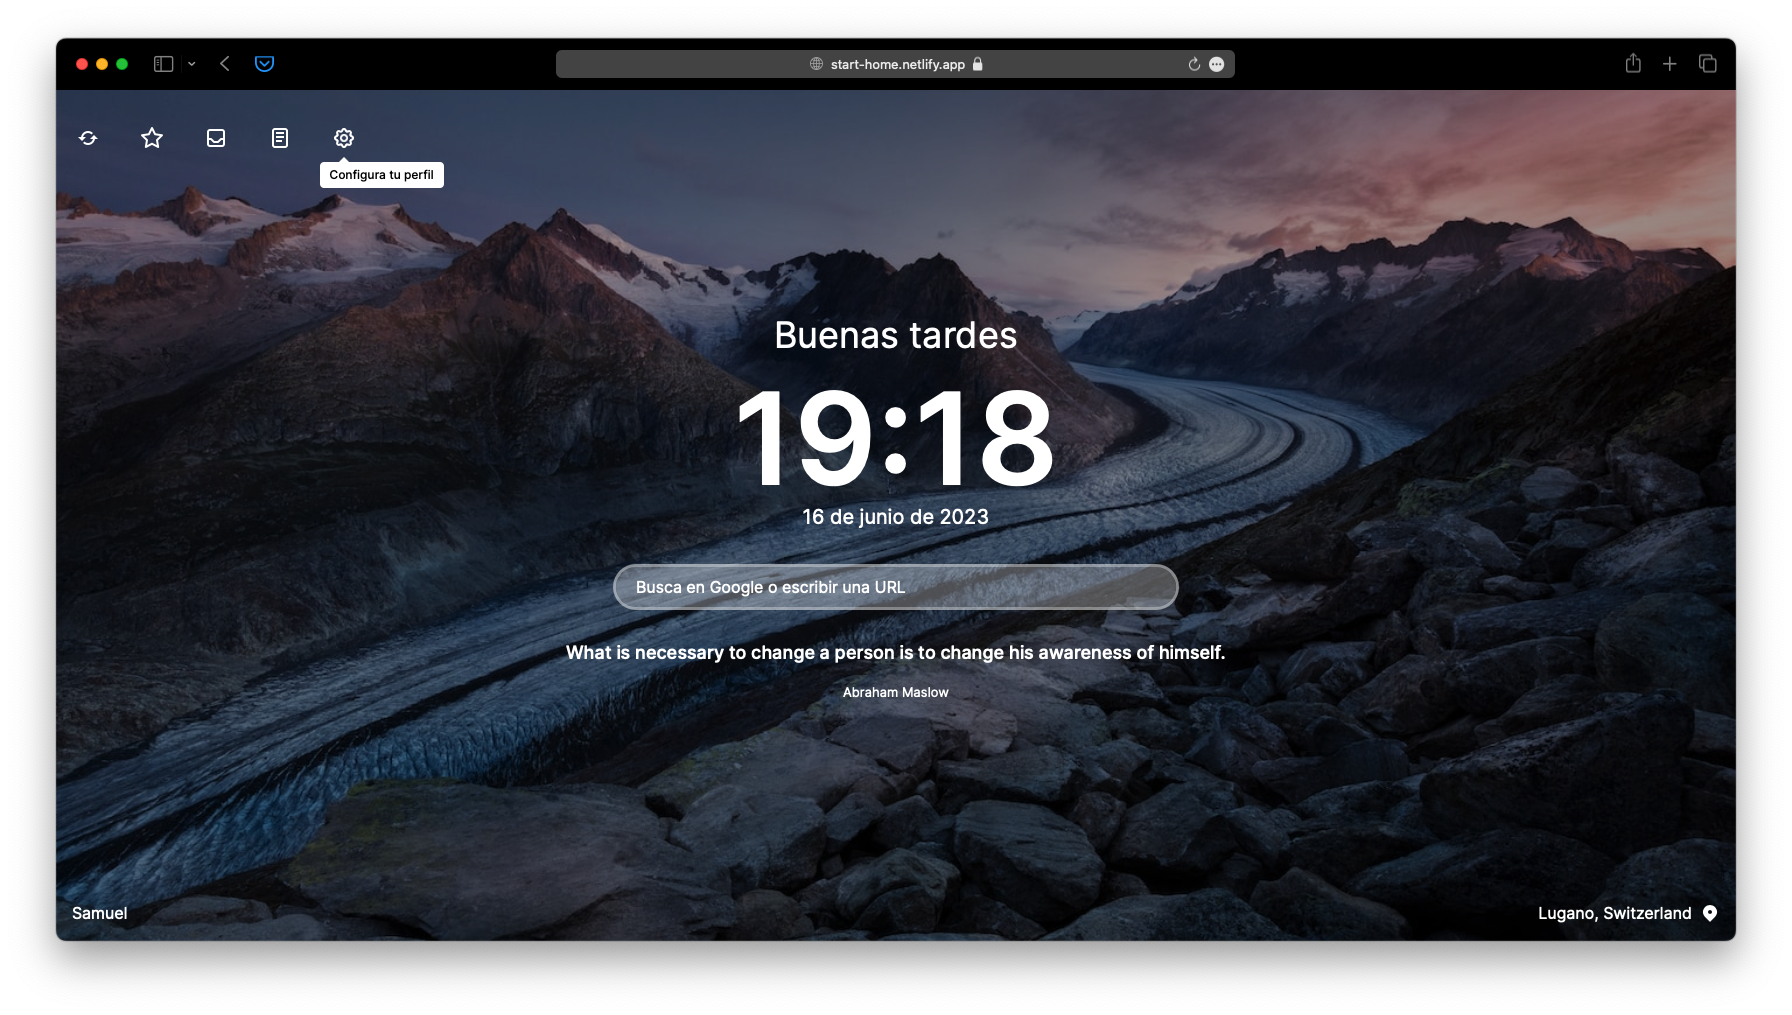 start-home.netlify.app
Configura tu perfil
Buenas tardes
19:18
16 de junio de 2023
Busca en Google o escribir una URL
What is necessary to change a person is to change his awareness of himself.
Abraham Maslow
Samuel
Lugano, Switzerland